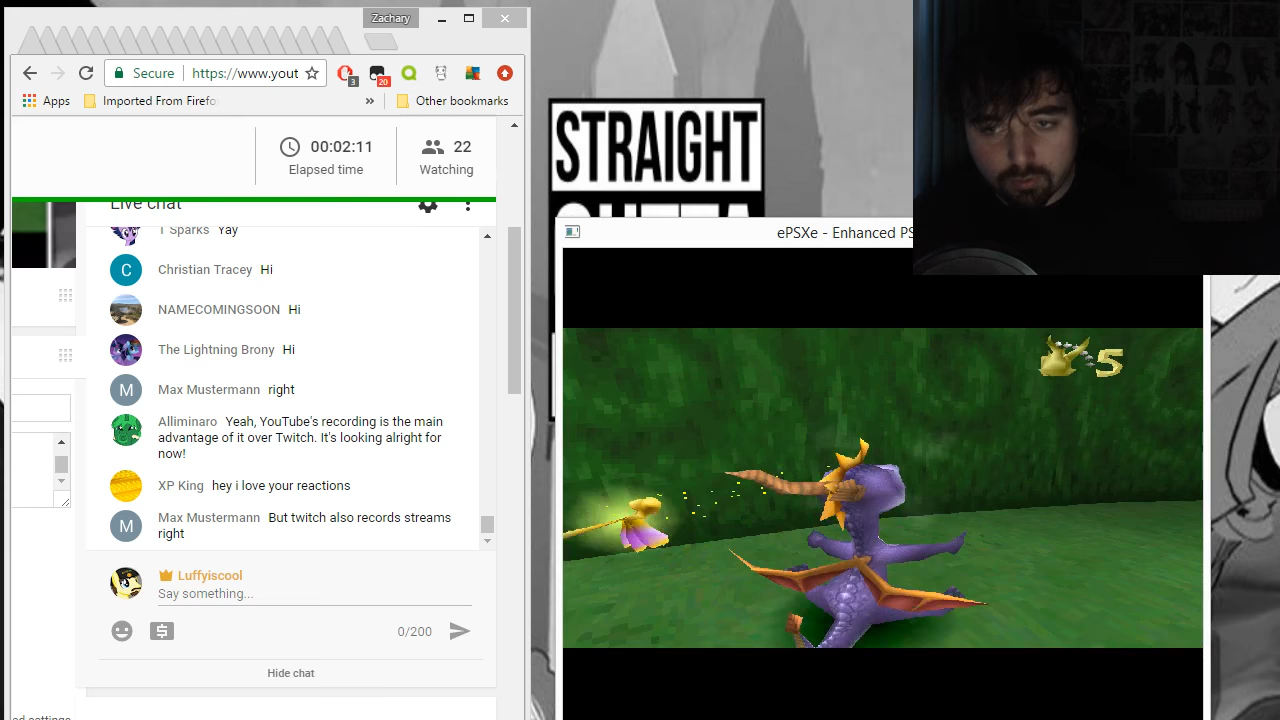 Zachary
Secure
https://www.yout
3
20
Apps
Imported From Firefo
»
Other bookmarks
00:02:11
Elapsed time
22
Watching
Live chat
T Sparks Yay
C
Christian Tracey Hi
NAMECOMINGSOON Hi
The Lightning Brony Hi
M
Max Mustermann right
Alliminaro Yeah, YouTube's recording is the main
advantage of it over Twitch. It's looking alright for
now!
XP King hey i love your reactions
M
Max Mustermann But twitch also records streams
right
Luffyiscool
Say something...
0/200
Hide chat
ed settings
STRAIGHT
ePSXe - Enhanced PS
5